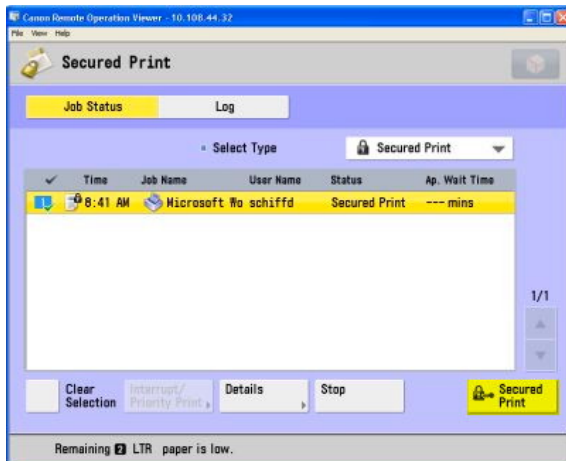 Canon Remote Operation Viewer - 10.108.44.32
File View Help
Secured Print
Job Status Log
Select Type Secured Print
Time Job Name User Name Status Ap. Wait Time
1 8:41 AM Microsoft Wo schiffd Secured Print --- mins
1/1
Clear Selection Interrupt/ Priority Print Details Stop Secured Print
Remaining 2 LTR paper is low.